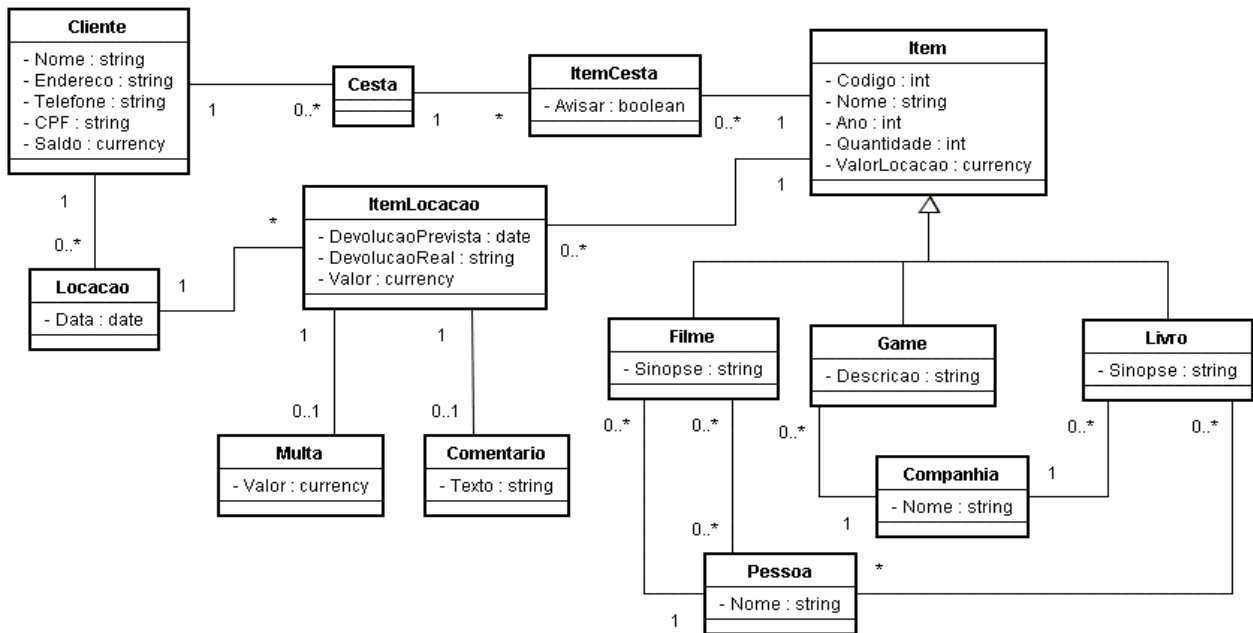 Cliente
- Nome : string
- Endereco : string
- Telefone : string
- CPF : string
- Saldo : currency
1
0..*
Cesta
1
*
ItemCesta
- Avisar : boolean
0..*
1
Item
- Codigo : int
- Nome : string
- Ano : int
- Quantidade : int
- ValorLocacao : currency
1
0..*
1
0..*
Locacao
- Data : date
1
*
ItemLocacao
- DevolucaoPrevista : date
- DevolucaoReal : string
- Valor : currency
1
0..1
1
0..1
Multa
- Valor : currency
Comentario
- Texto : string
Filme
- Sinopse : string
Game
- Descricao : string
Livro
- Sinopse : string
0..*
0..*
0..*
0..*
0..*
Companhia
- Nome : string
1
1
0..*
1
Pessoa
- Nome : string
*